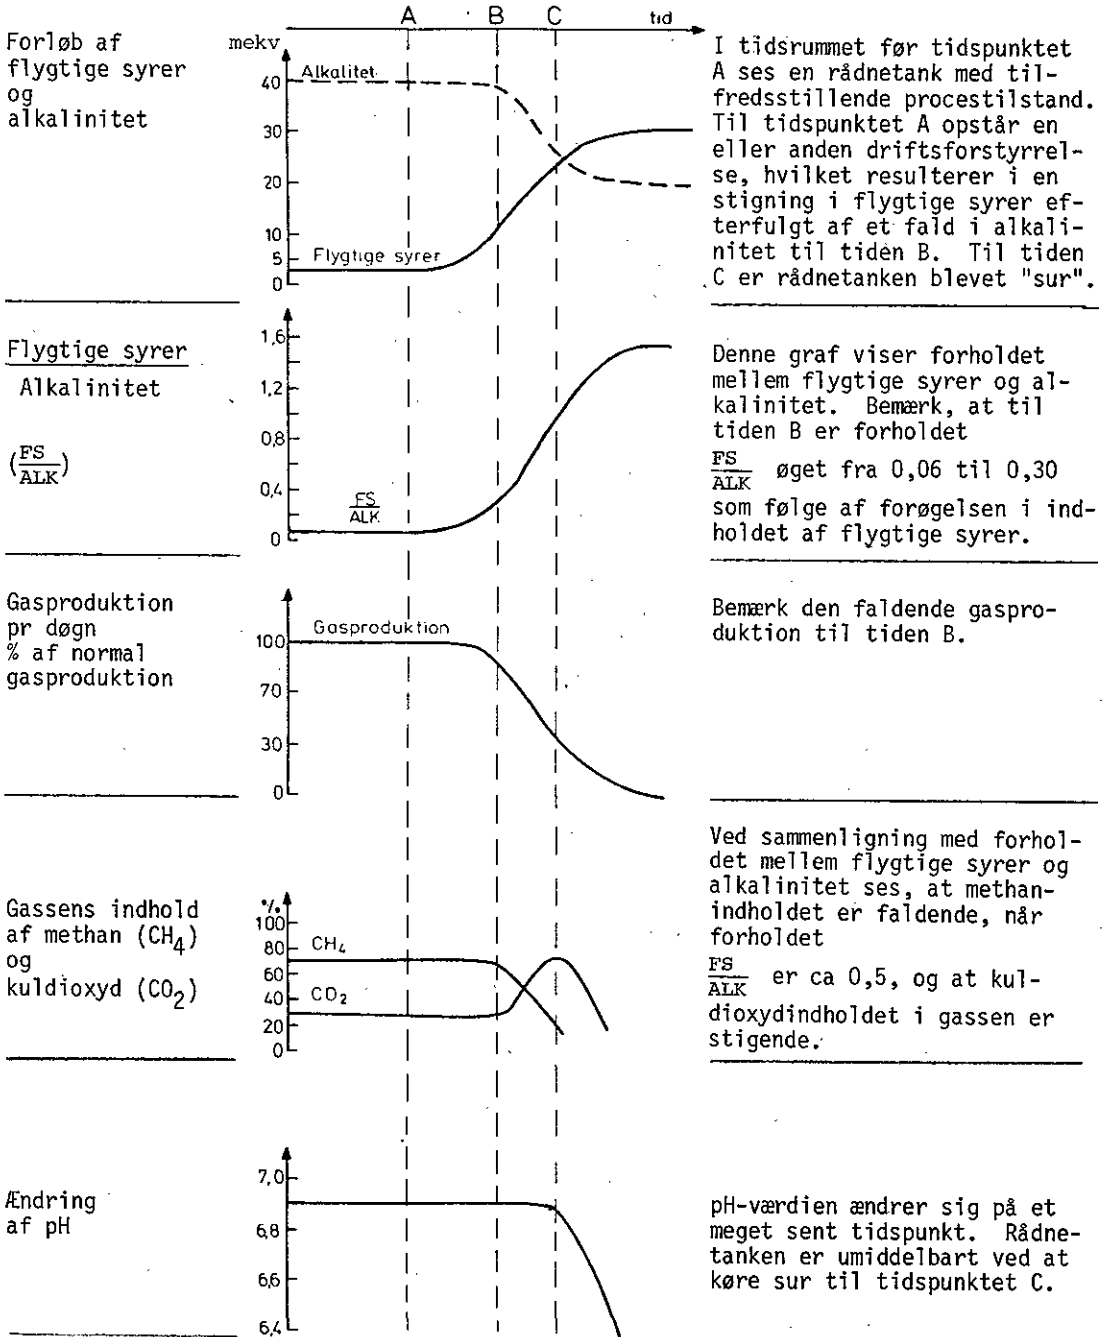 A B C tid
Forløb af
flygtige syrer
og
alkalinitet
mekv
Alkalitet
40
30
20
10
5
0
Flygtige syrer
I tidsrummet før tidspunktet
A ses en rådnetank med til-
fredsstillende procestilstand.
Til tidspunktet A opstår en
eller anden driftsforstyrrel-
se, hvilket resulterer i en
stigning i flygtige syrer ef-
terfulgt af et fald i alkali-
nitet til tiden B. Til tiden
C er rådnetanken blevet "sur".
Flygtige syrer
Alkalinitet
(FS
ALK)
1,6
1,2
0,8
0,4
0
FS
ALK
Denne graf viser forholdet
mellem flygtige syrer og al-
kalinitet. Bemærk, at til
tiden B er forholdet
FS
ALK øget fra 0,06 til 0,30
som følge af forøgelsen i ind-
holdet af flygtige syrer.
Gasproduktion
pr døgn
% af normal
gasproduktion
Gasproduktion
100
70
30
0
Bemærk den faldende gaspro-
duktion til tiden B.
Gassens indhold
af methan (CH4)
og
kuldioxyd (CO2)
%
100
80
60
40
20
0
CH4
CO2
Ved sammenligning med forhol-
det mellem flygtige syrer og
alkalinitet ses, at methan-
indholdet er faldende, når
forholdet
FS
ALK er ca 0,5, og at kul-
dioxydindholdet i gassen er
stigende.
Ændring
af pH
7,0
6,8
6,6
6,4
pH-værdien ændrer sig på et
meget sent tidspunkt. Rådne-
tanken er umiddelbart ved at
køre sur til tidspunktet C.